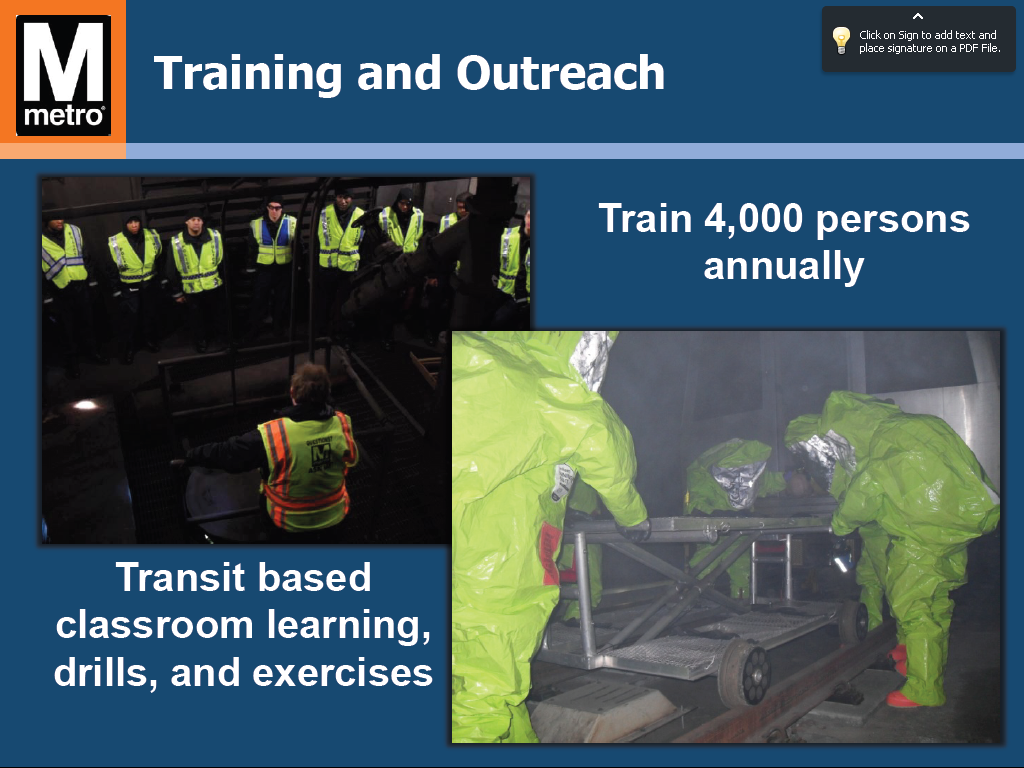 M
metro
Training and Outreach
Click on Sign to add text and
place signature on a PDF File.
Train 4,000 persons
annually
Transit based
classroom learning,
drills, and exercises